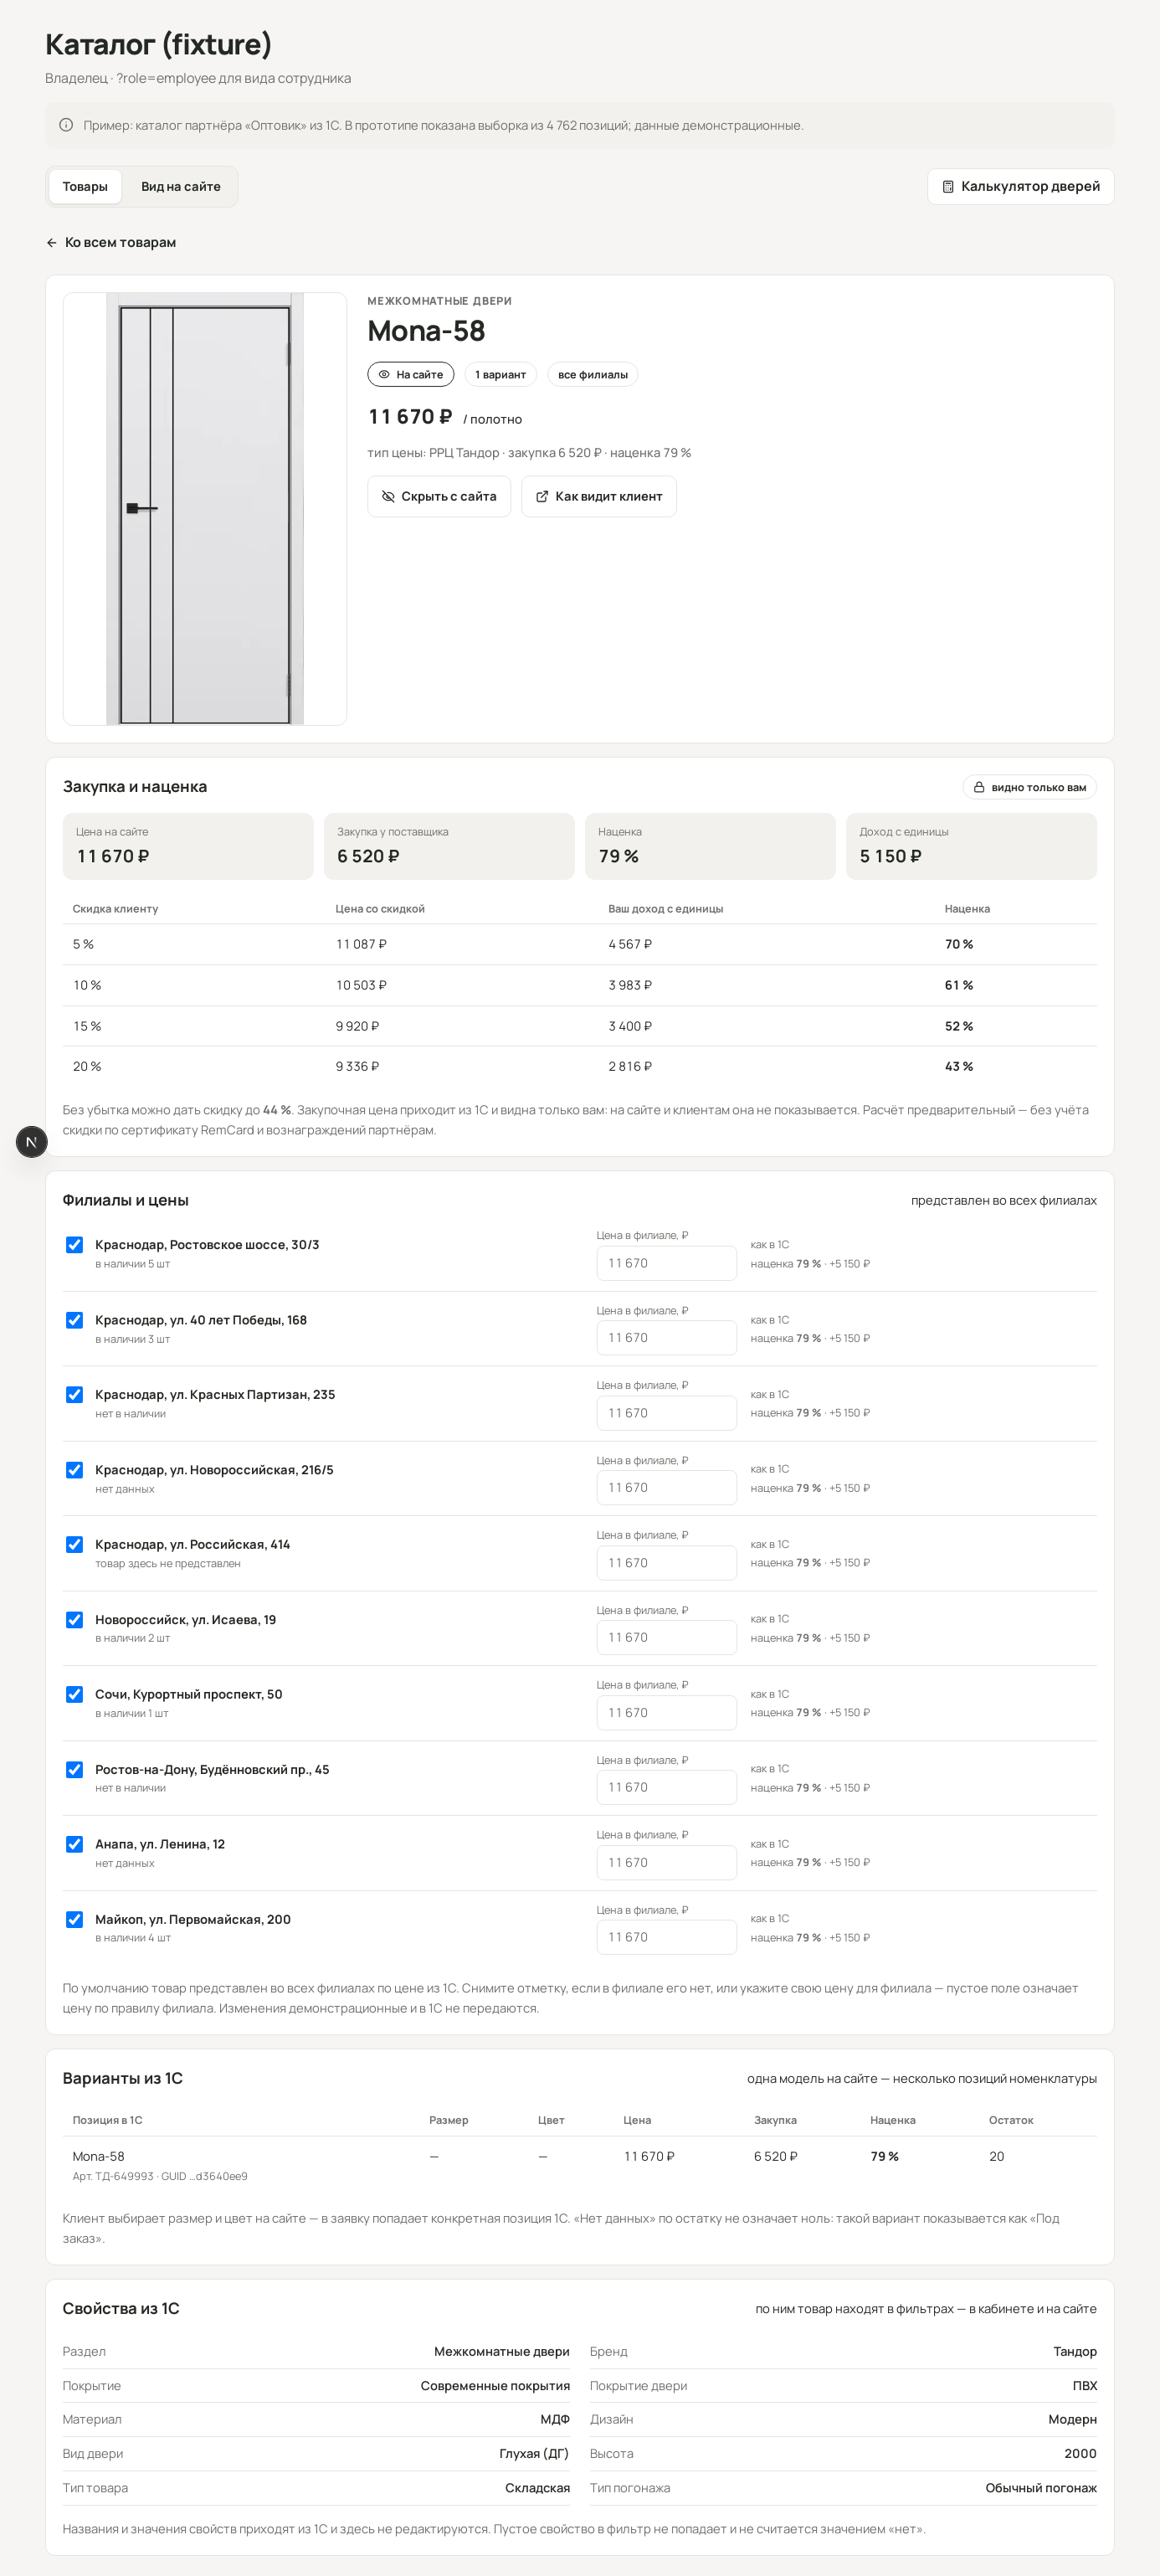 Каталог (fixture)
Владелец · ?role=employee для вида сотрудника
Пример: каталог партнёра «Оптовик» из 1С. В прототипе показана выборка из 4 762 позиций; данные демонстрационные.
Товары
Вид на сайте
Калькулятор дверей
Ко всем товарам
МЕЖКОМНАТНЫЕ ДВЕРИ
Mona-58
На сайте
1 вариант
все филиалы
11 670 ₽ / полотно
тип цены: РРЦ Тандор · закупка 6 520 ₽ · наценка 79 %
Скрыть с сайта
Как видит клиент
Закупка и наценка
видно только вам
Цена на сайте
11 670 ₽
Закупка у поставщика
6 520 ₽
Наценка
79 %
Доход с единицы
5 150 ₽
Скидка клиенту Цена со скидкой Ваш доход с единицы Наценка
5 % 11 087 ₽ 4 567 ₽ 70 %
10 % 10 503 ₽ 3 983 ₽ 61 %
15 % 9 920 ₽ 3 400 ₽ 52 %
20 % 9 336 ₽ 2 816 ₽ 43 %
Без убытка можно дать скидку до 44 %. Закупочная цена приходит из 1С и видна только вам: на сайте и клиентам она не показывается. Расчёт предварительный — без учёта
скидки по сертификату RemCard и вознаграждений партнёрам.
N
Филиалы и цены
представлен во всех филиалах
Краснодар, Ростовское шоссе, 30/3
в наличии 5 шт
Цена в филиале, ₽
11 670
как в 1С
наценка 79 % · +5 150 ₽
Краснодар, ул. 40 лет Победы, 168
в наличии 3 шт
Цена в филиале, ₽
11 670
как в 1С
наценка 79 % · +5 150 ₽
Краснодар, ул. Красных Партизан, 235
нет в наличии
Цена в филиале, ₽
11 670
как в 1С
наценка 79 % · +5 150 ₽
Краснодар, ул. Новороссийская, 216/5
нет данных
Цена в филиале, ₽
11 670
как в 1С
наценка 79 % · +5 150 ₽
Краснодар, ул. Российская, 414
товар здесь не представлен
Цена в филиале, ₽
11 670
как в 1С
наценка 79 % · +5 150 ₽
Новороссийск, ул. Исаева, 19
в наличии 2 шт
Цена в филиале, ₽
11 670
как в 1С
наценка 79 % · +5 150 ₽
Сочи, Курортный проспект, 50
в наличии 1 шт
Цена в филиале, ₽
11 670
как в 1С
наценка 79 % · +5 150 ₽
Ростов-на-Дону, Будённовский пр., 45
нет в наличии
Цена в филиале, ₽
11 670
как в 1С
наценка 79 % · +5 150 ₽
Анапа, ул. Ленина, 12
нет данных
Цена в филиале, ₽
11 670
как в 1С
наценка 79 % · +5 150 ₽
Майкоп, ул. Первомайская, 200
в наличии 4 шт
Цена в филиале, ₽
11 670
как в 1С
наценка 79 % · +5 150 ₽
По умолчанию товар представлен во всех филиалах по цене из 1С. Снимите отметку, если в филиале его нет, или укажите свою цену для филиала — пустое поле означает
цену по правилу филиала. Изменения демонстрационные и в 1С не передаются.
Варианты из 1С
одна модель на сайте — несколько позиций номенклатуры
Позиция в 1С Размер Цвет Цена Закупка Наценка Остаток
Mona-58 — — 11 670 ₽ 6 520 ₽ 79 % 20
Арт. ТД-649993 · GUID …d3640ee9
Клиент выбирает размер и цвет на сайте — в заявку попадает конкретная позиция 1С. «Нет данных» по остатку не означает ноль: такой вариант показывается как «Под
заказ».
Свойства из 1С
по ним товар находят в фильтрах — в кабинете и на сайте
Раздел Межкомнатные двери
Бренд Тандор
Покрытие Современные покрытия
Покрытие двери ПВХ
Материал МДФ
Дизайн Модерн
Вид двери Глухая (ДГ)
Высота 2000
Тип товара Складская
Тип погонажа Обычный погонаж
Названия и значения свойств приходят из 1С и здесь не редактируются. Пустое свойство в фильтр не попадает и не считается значением «нет».